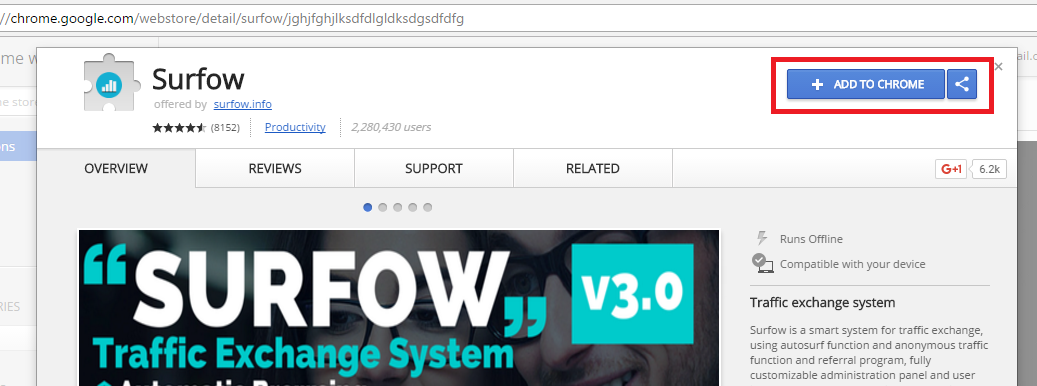 //chrome.google.com/webstore/detail/surfow/jghjfghjlksdfdlgldksdgsdfdfg
me w
Surfow
ail.c
offered by surfow.info
+ ADD TO CHROME
he store
(8152)
Productivity
2,280,430 users
ons
OVERVIEW
REVIEWS
SUPPORT
RELATED
G+1
6.2k
Runs Offline
Compatible with your device
RIES
Traffic exchange system
Surfow is a smart system for traffic exchange,
using autosurf function and anonymous traffic
function and referral program, fully
customizable administration panel and user
“SURFOW„
v3.0
Traffic Exchange System